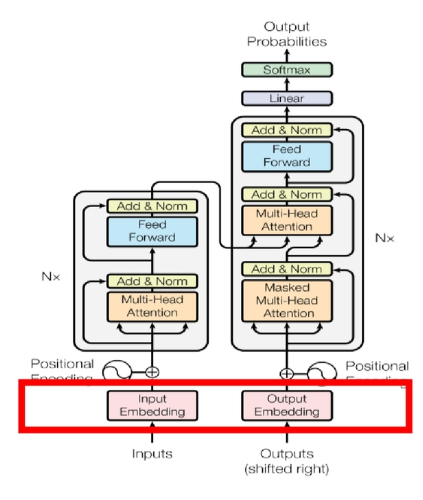 Output
Probabilities
Softmax
Linear
Add & Norm
Feed
Forward
Add & Norm
Multi-Head
Attention
Add & Norm
Masked
Multi-Head
Attention
Nx
Add & Norm
Feed
Forward
Add & Norm
Multi-Head
Attention
Nx
Positional
Encoding
Positional
Input
Embedding
Output
Embedding
Inputs
Outputs
(shifted right)